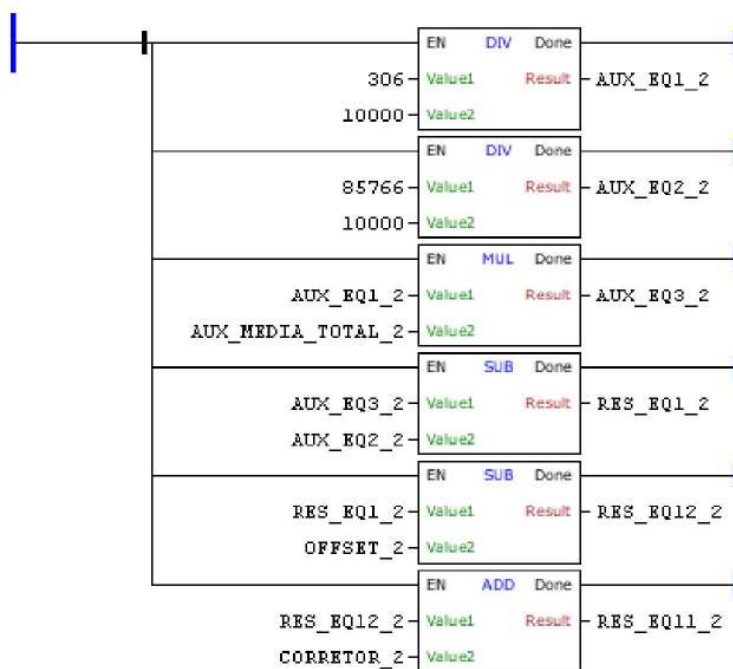 EN DIV Done
306 Value1 Result AUX_EQ1_2
10000 Value2
EN DIV Done
85766 Value1 Result AUX_EQ2_2
10000 Value2
EN MUL Done
AUX_EQ1_2 Value1 Result AUX_EQ3_2
AUX_MEDIA_TOTAL_2 Value2
EN SUB Done
AUX_EQ3_2 Value1 Result RES_EQ1_2
AUX_EQ2_2 Value2
EN SUB Done
RES_EQ1_2 Value1 Result RES_EQ12_2
OFFSET_2 Value2
EN ADD Done
RES_EQ12_2 Value1 Result RES_EQ11_2
CORRETOR_2 Value2